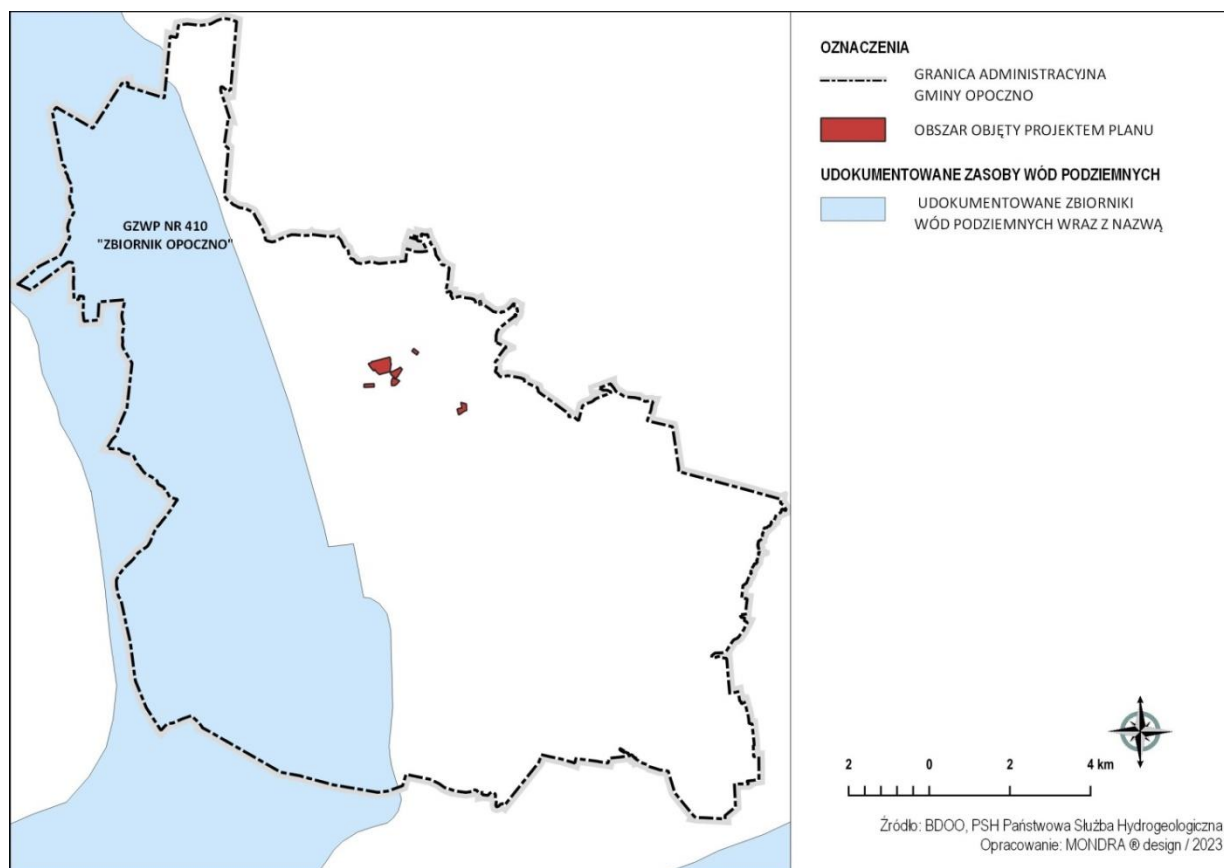 GZWP NR 410
"ZBIORNIK OPOCZNO"
OZNACZENIA
GRANICA ADMINISTRACYJNA
GMINY OPOCZNO
OBSZAR OBJĘTY PROJEKTEM PLANU
UDOKUMENTOWANE ZASOBY WÓD PODZIEMNYCH
UDOKUMENTOWANE ZBIORNIKI
WÓD PODZIEMNYCH WRAZ Z NAZWĄ
2 0 2 4 km
Źródło: BDOO, PSH Państwowa Służba Hydrogeologiczna
Opracowanie: MONDRA ® design / 2023